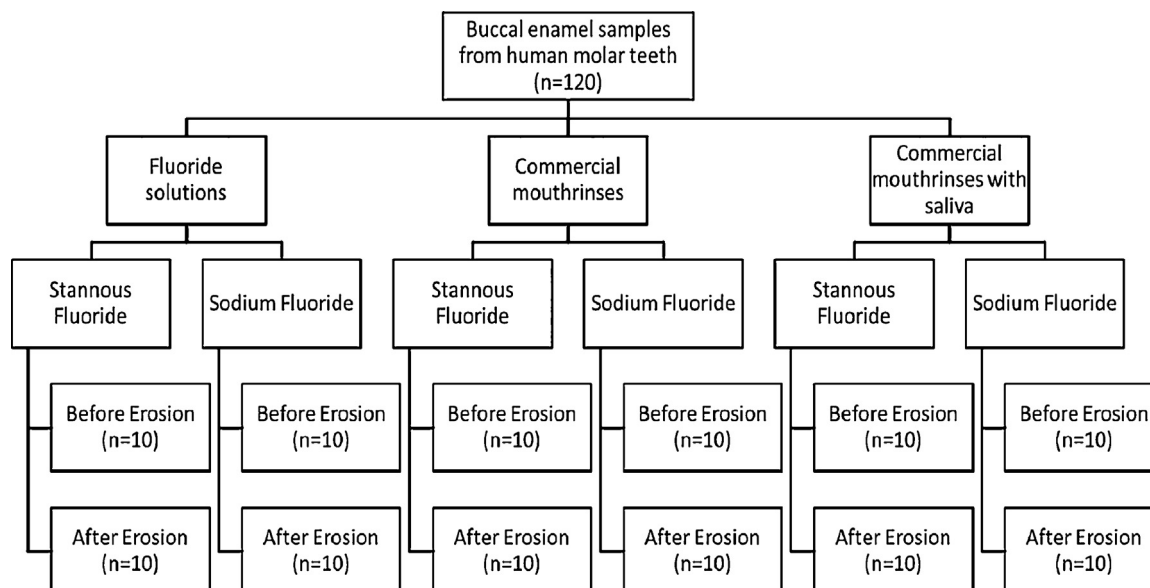 Buccal enamel samples
from human molar teeth
(n=120)
Fluoride
solutions
Commercial
mouthrinses
Commercial
mouthrinses with
saliva
Stannous
Fluoride
Sodium Fluoride
Stannous
Fluoride
Sodium Fluoride
Stannous
Fluoride
Sodium Fluoride
Before Erosion
(n=10)
Before Erosion
(n=10)
Before Erosion
(n=10)
Before Erosion
(n=10)
Before Erosion
(n=10)
Before Erosion
(n=10)
After Erosion
(n=10)
After Erosion
(n=10)
After Erosion
(n=10)
After Erosion
(n=10)
After Erosion
(n=10)
After Erosion
(n=10)